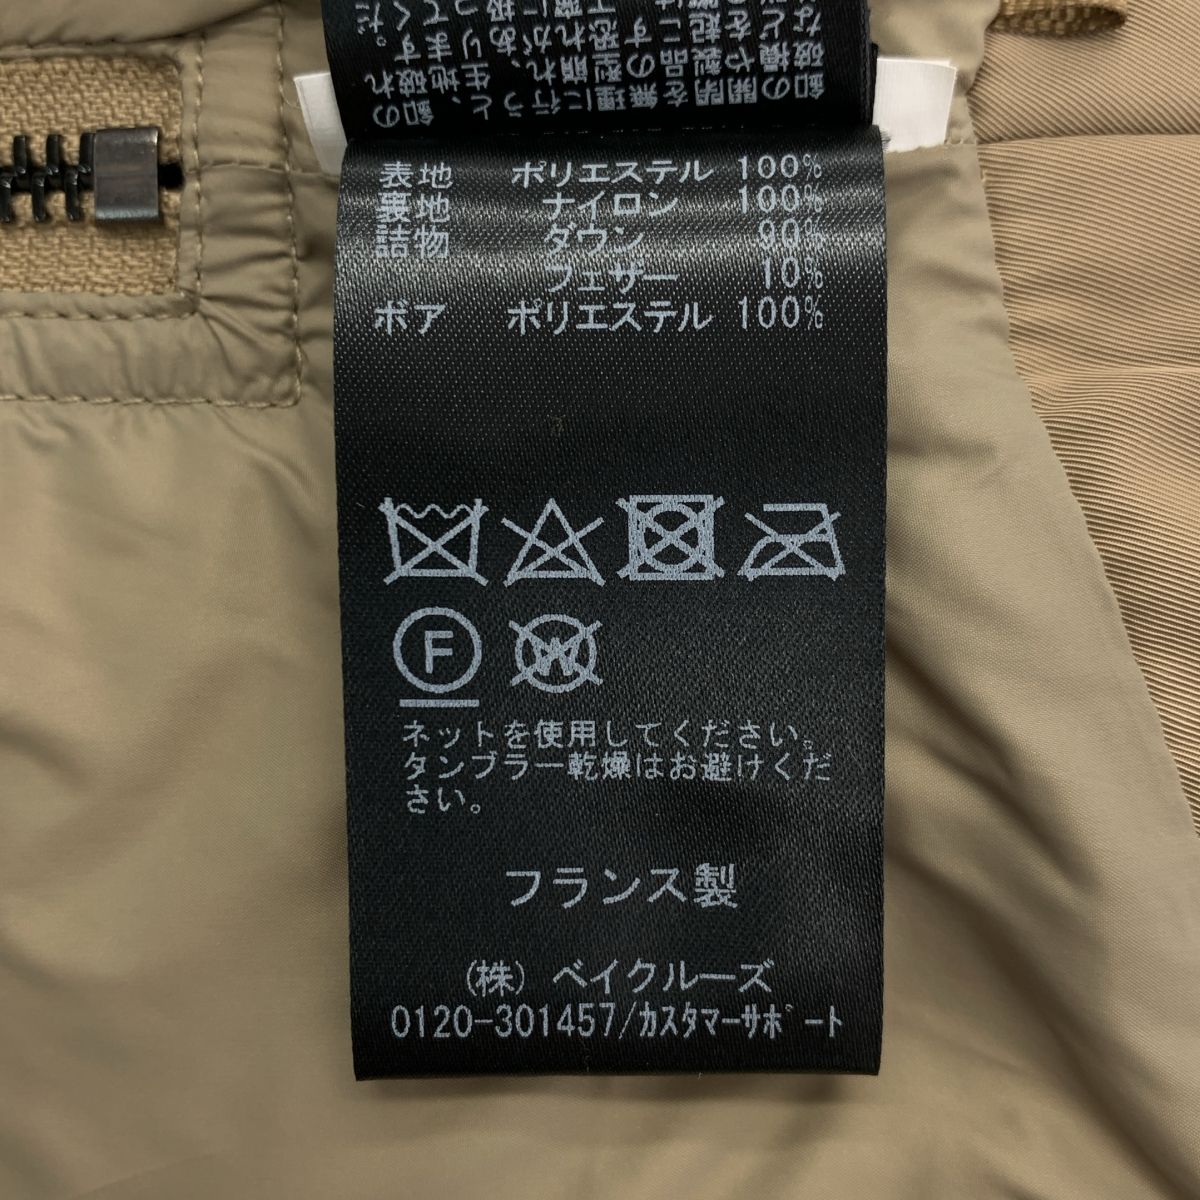 表地 ポリエステル 100%
裏地 ナイロン 100%
詰物 ダウン 90%
フェザー 10%
ボア ポリエステル 100%
F W
ネットを使用してください。
タンブラー乾燥はお避けくだ
さい。
フランス製
(株) ベイクルーズ
0120-301457/ｶｽﾀﾏｰｻﾎﾟｰﾄ